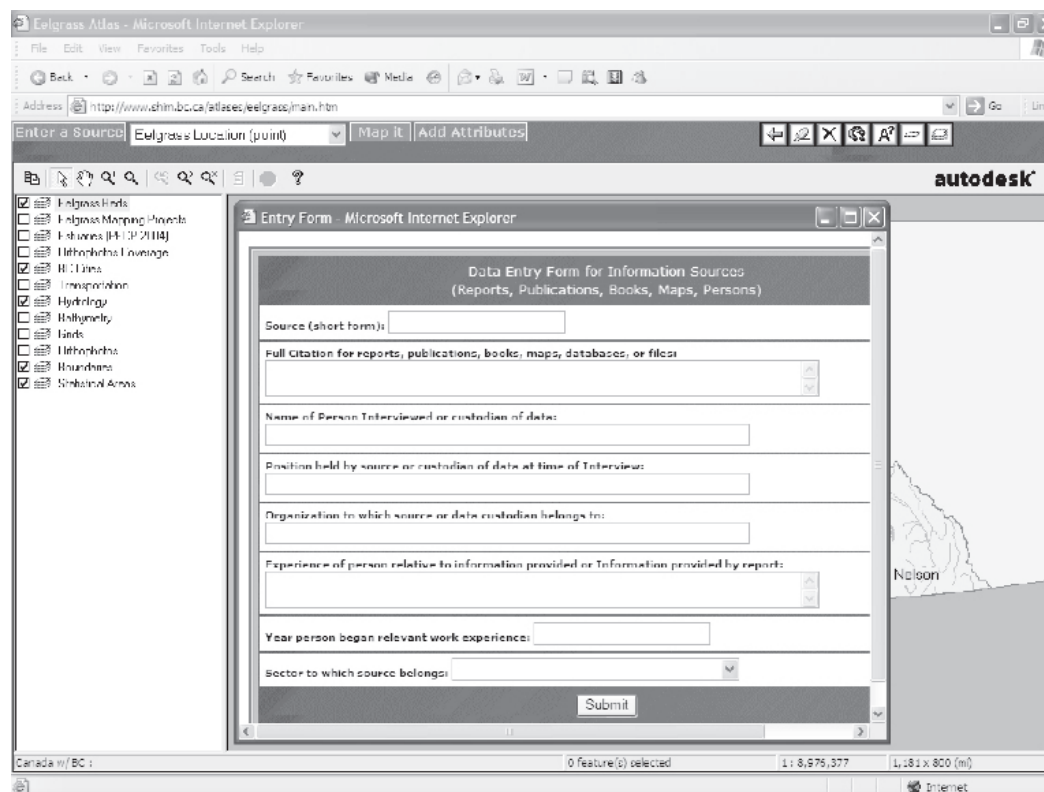 Eelgrass Atlas - Microsoft Internet Explorer
File Edit View Favorites Tools Help
Back Search Favorites Media
Address http://www.shim.bc.ca/atlases/eelgrass/main.htm Go
Enter a Source Eelgrass Location (point) Map it Add Attributes
autodesk
Eelgrass Beds
Eelgrass Mapping Projects
Estuaries (PECP 2004)
Orthophotos Coverage
BC Cities
Transportation
Hydrology
Bathymetry
Grids
Orthophotos
Boundaries
Statistical Areas
Entry Form - Microsoft Internet Explorer
Data Entry Form for Information Sources
(Reports, Publications, Books, Maps, Persons)
Source (short form):
Full Citation for reports, publications, books, maps, databases, or files:
Name of Person Interviewed or custodian of data:
Position held by source or custodian of data at time of Interview:
Organization to which source or data custodian belongs to:
Experience of person relative to information provided or Information provided by report:
Year person began relevant work experience:
Sector to which source belongs:
Submit
Nelson
Canada w/ BC : 0 feature(s) selected 1 : 8,976,377 1,181 x 800 (mi)
Internet